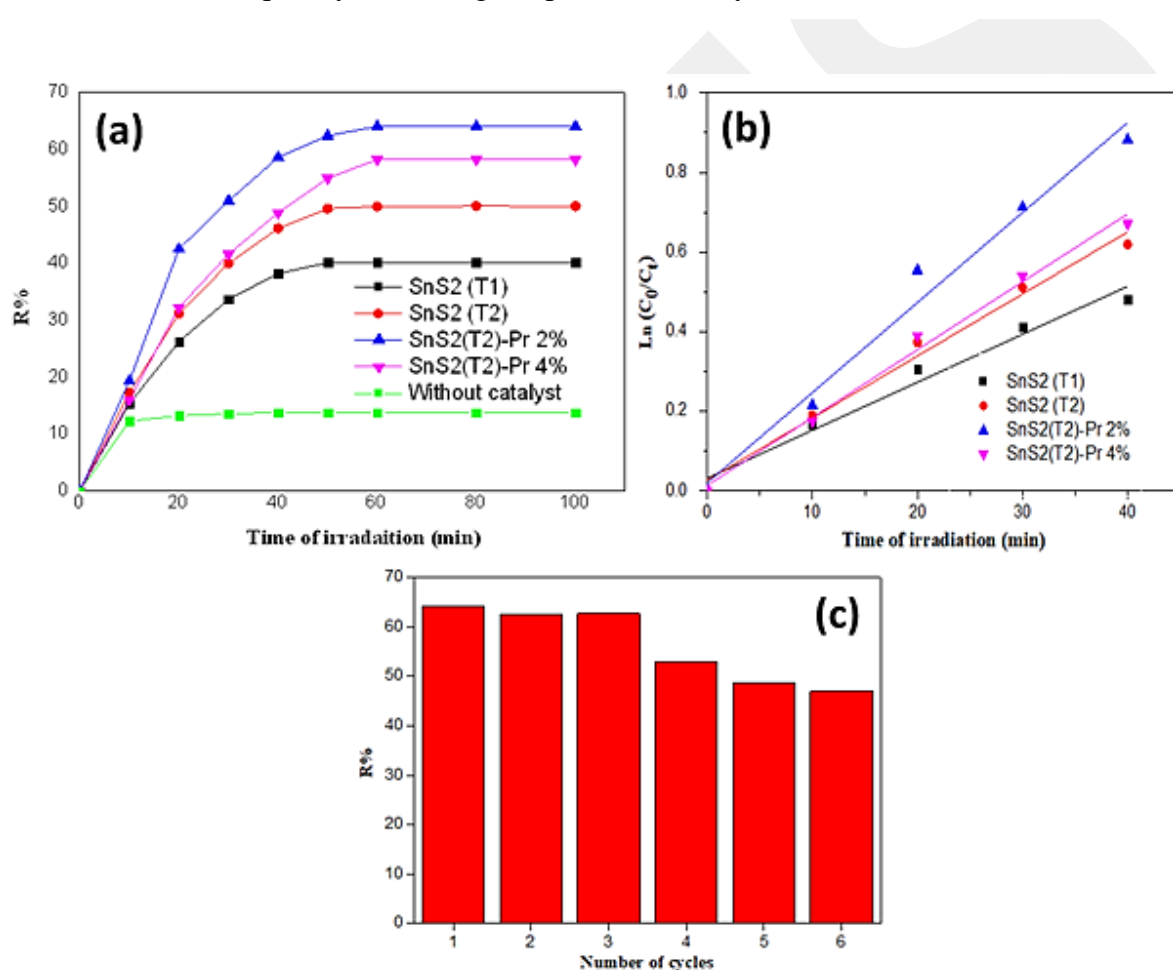 70
60
50
40
30
20
10
0
R%
(a)
SnS2 (T1)
SnS2 (T2)
SnS2(T2)-Pr 2%
SnS2(T2)-Pr 4%
Without catalyst
0 20 40 60 80 100
Time of irradaition (min)
1.0
0.8
0.6
0.4
0.2
0.0
Ln (C0/Ct)
(b)
SnS2 (T1)
SnS2 (T2)
SnS2(T2)-Pr 2%
SnS2(T2)-Pr 4%
0 10 20 30 40
Time of irradiation (min)
70
60
50
40
30
20
10
0
R%
(c)
1 2 3 4 5 6
Number of cycles